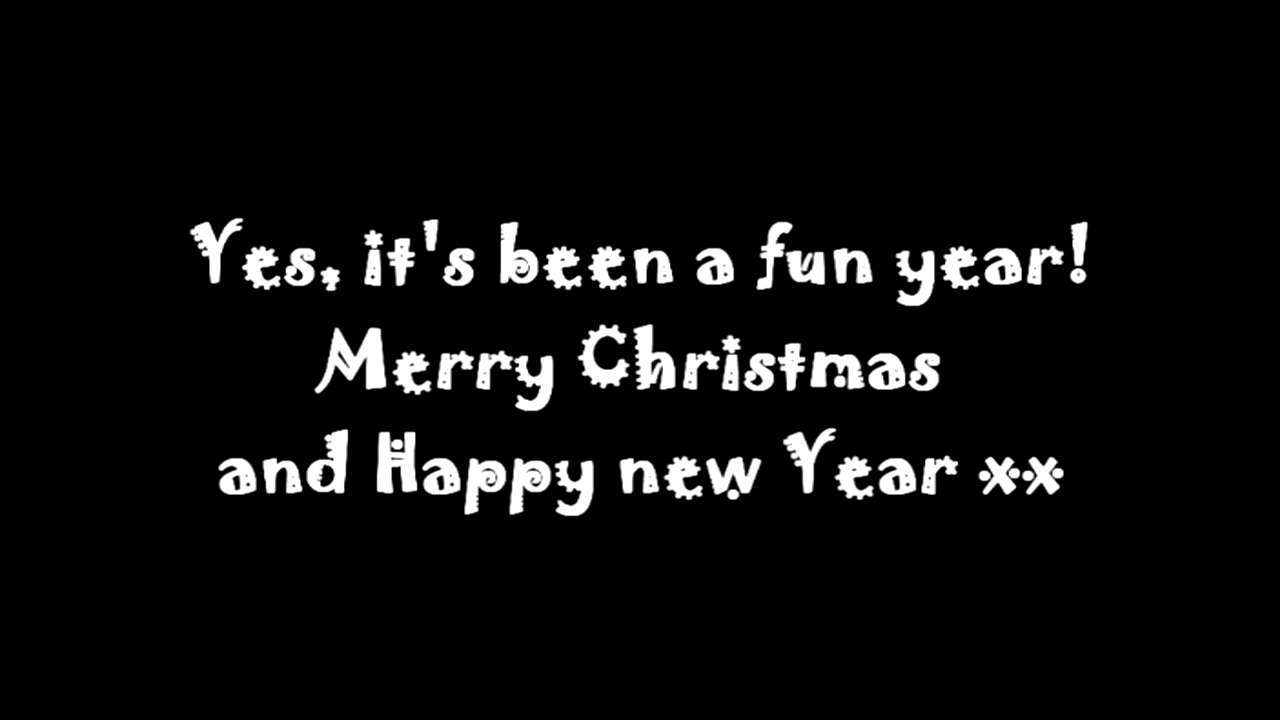 Yes, it's been a fun year!
Merry Christmas
and Happy new Year xx